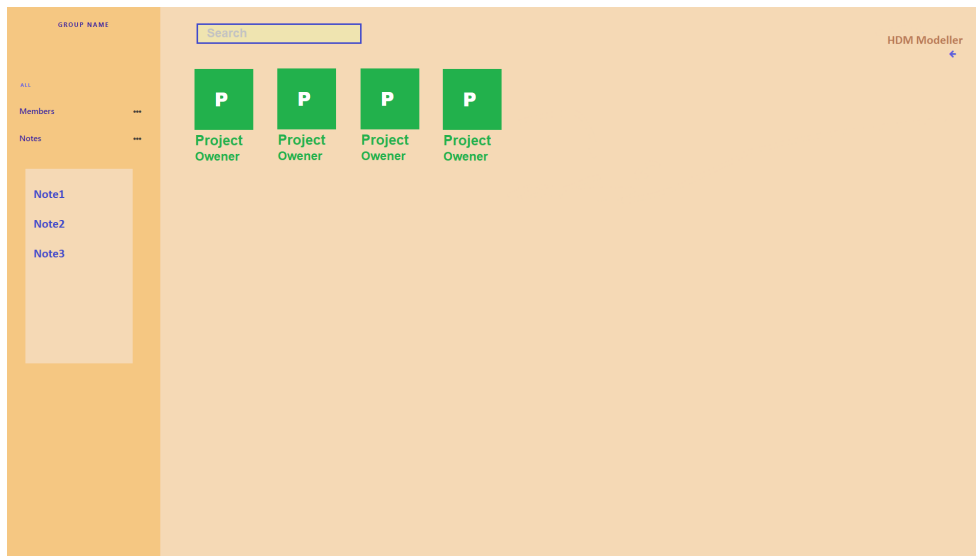 GROUP NAME
ALL
Members •••
Notes •••
Note1
Note2
Note3
Search
HDM Modeller
P
Project
Owener
P
Project
Owener
P
Project
Owener
P
Project
Owener